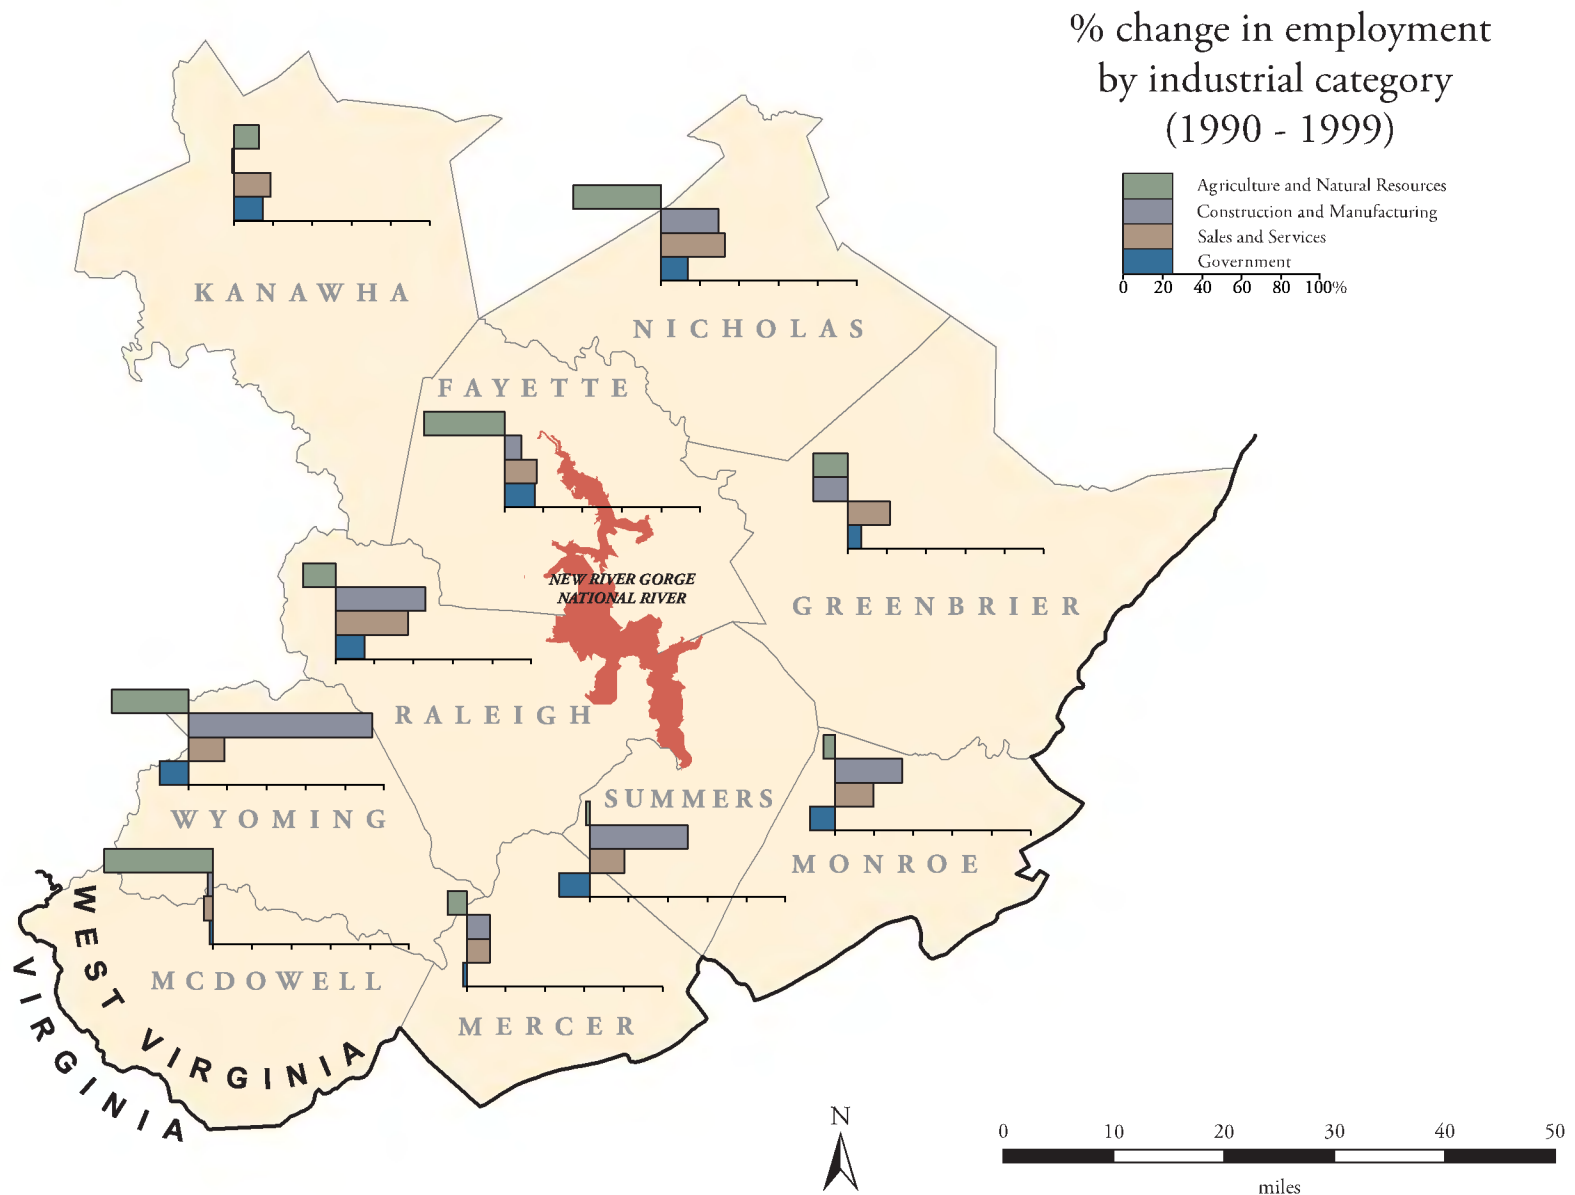 % change in employment
by industrial category
(1990 - 1999)
Agriculture and Natural Resources
Construction and Manufacturing
Sales and Services
Government
0 20 40 60 80 100%
KANAWHA
NICHOLAS
FAYETTE
NEW RIVER GORGE
NATIONAL RIVER
GREENBRIER
RALEIGH
SUMMERS
WYOMING
MONROE
MCDOWELL
MERCER
WEST VIRGINIA
VIRGINIA
N
0 10 20 30 40 50
miles